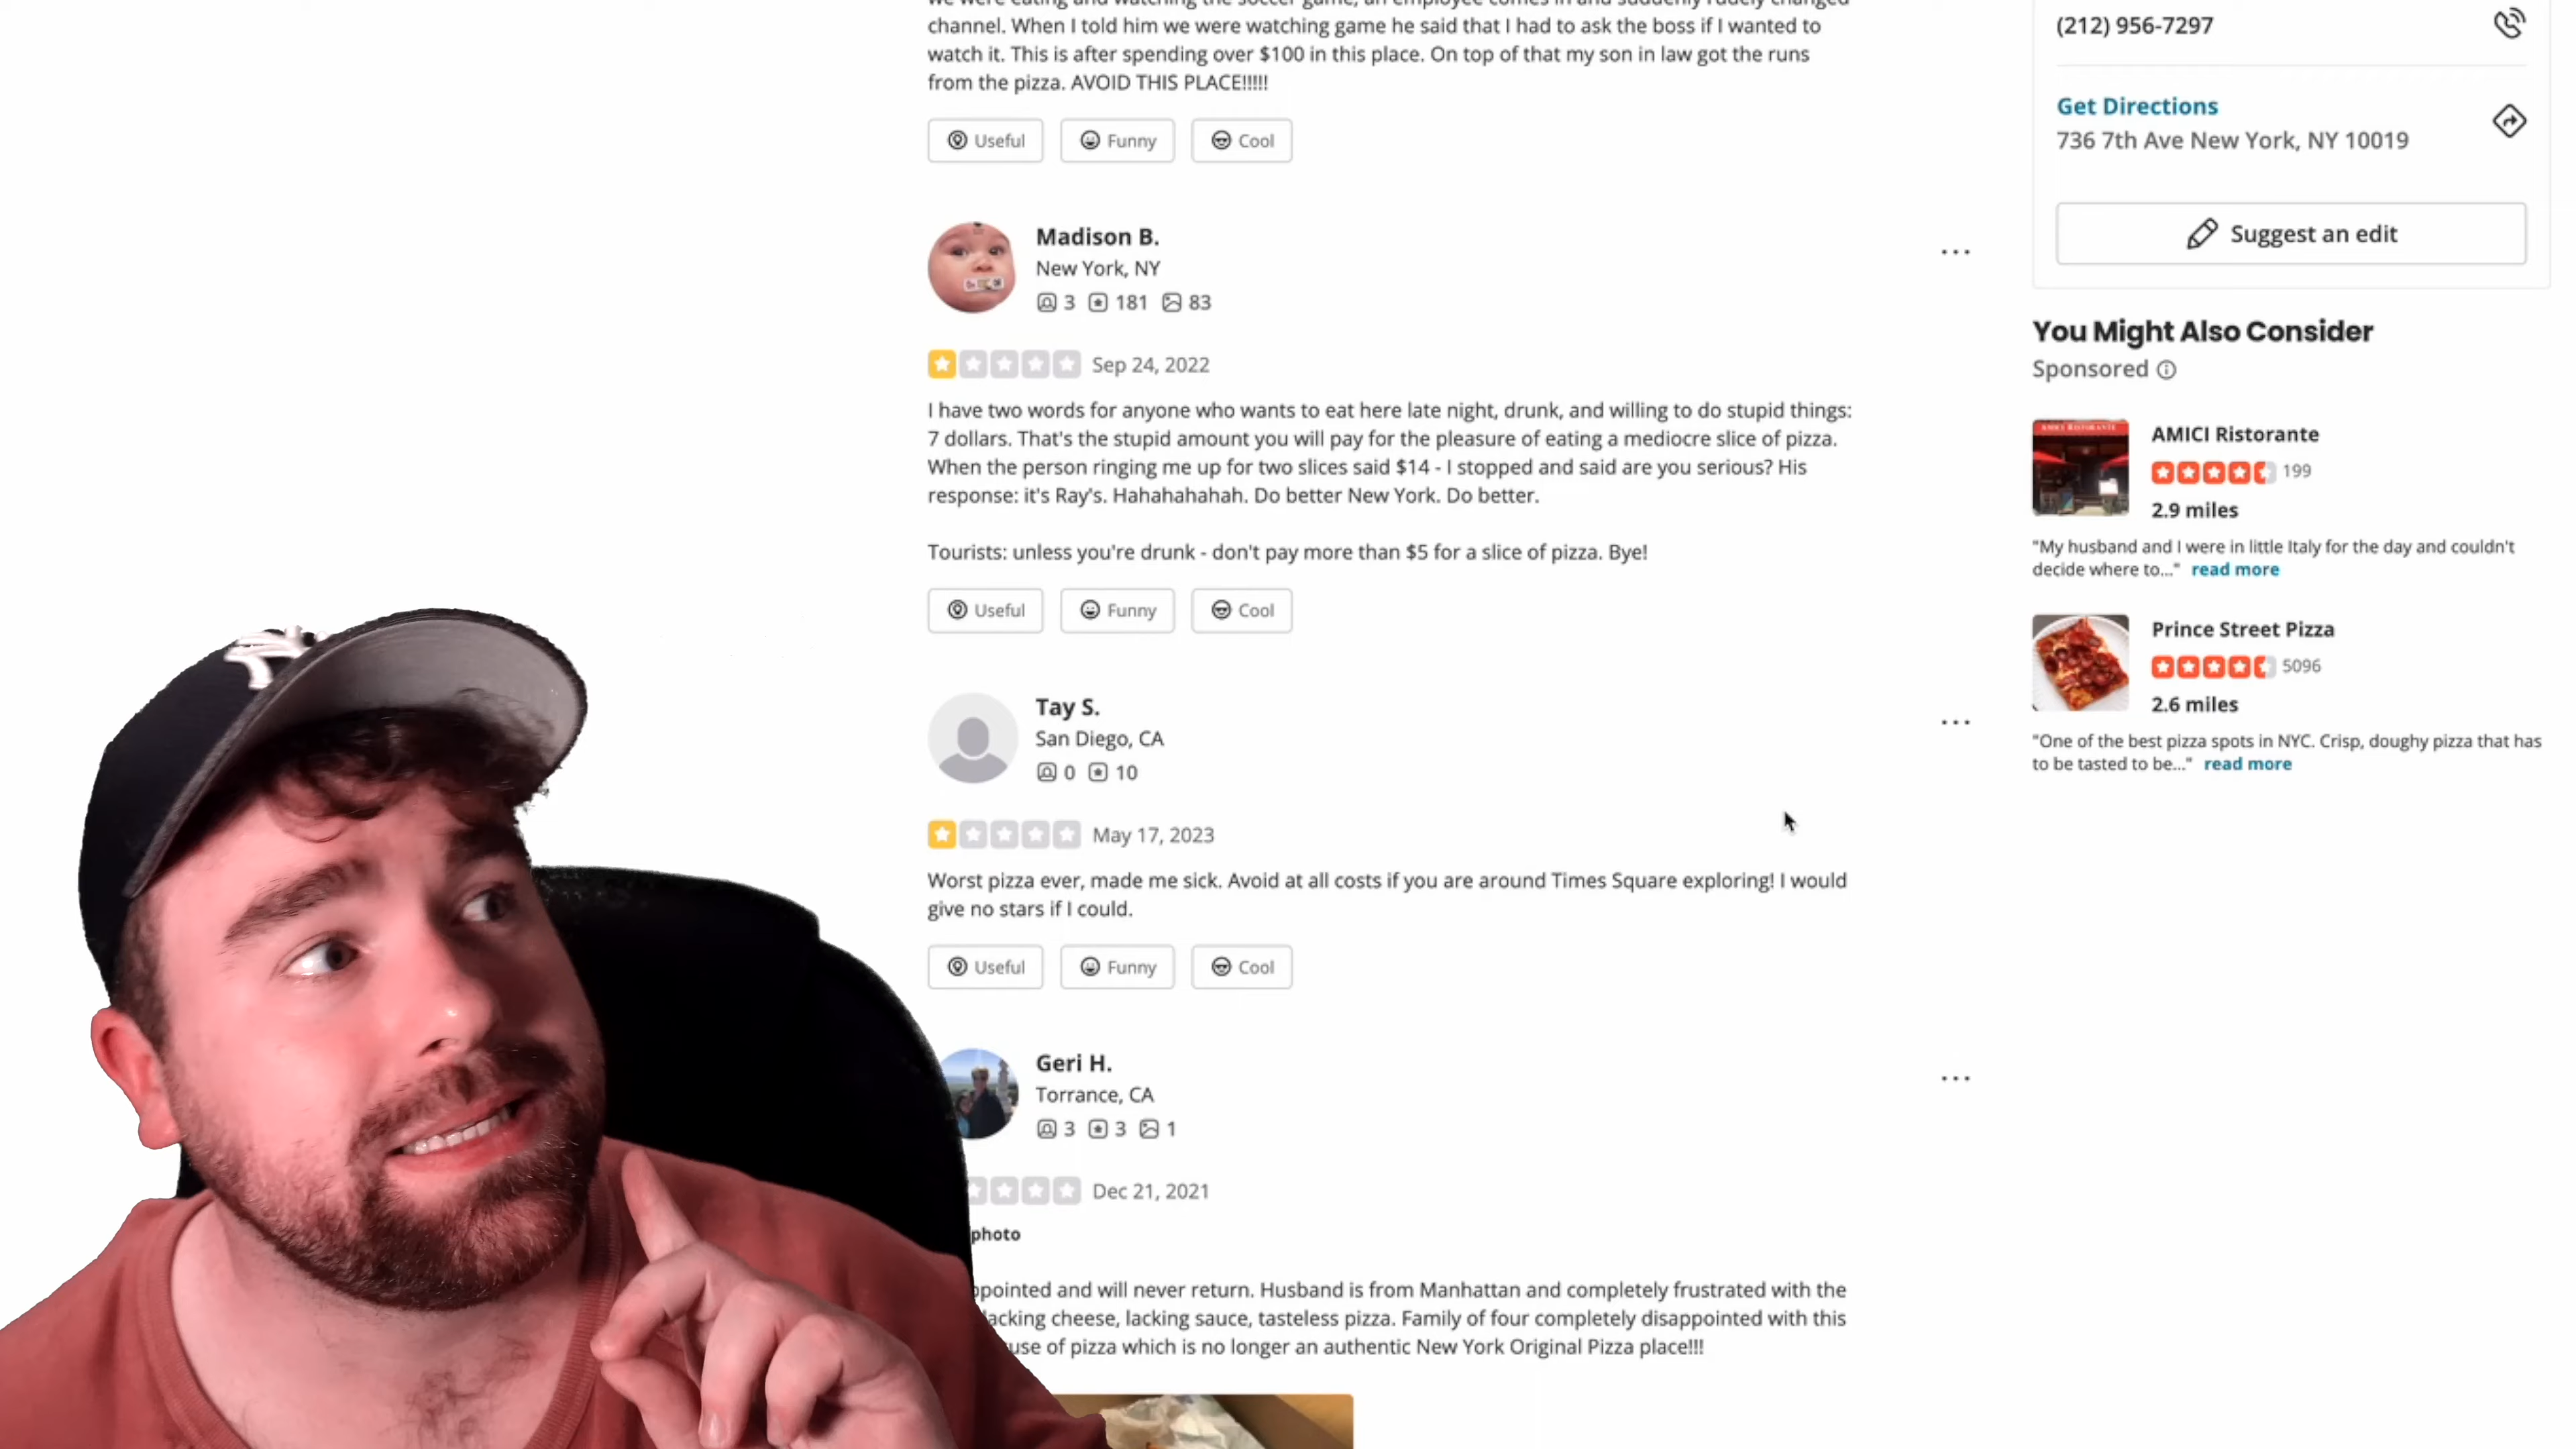 channel. When I told him we were watching game he said that I had to ask the boss if I wanted to
watch it. This is after spending over $100 in this place. On top of that my son in law got the runs
from the pizza. AVOID THIS PLACE!!!!!
Useful Funny Cool
Madison B.
New York, NY
3 181 83
Sep 24, 2022
I have two words for anyone who wants to eat here late night, drunk, and willing to do stupid things:
7 dollars. That's the stupid amount you will pay for the pleasure of eating a mediocre slice of pizza.
When the person ringing me up for two slices said $14 - I stopped and said are you serious? His
response: it's Ray's. Hahahahahah. Do better New York. Do better.
Tourists: unless you're drunk - don't pay more than $5 for a slice of pizza. Bye!
Useful Funny Cool
Tay S.
San Diego, CA
0 10
May 17, 2023
Worst pizza ever, made me sick. Avoid at all costs if you are around Times Square exploring! I would
give no stars if I could.
Useful Funny Cool
Geri H.
Torrance, CA
3 3 1
Dec 21, 2021
photo
ppointed and will never return. Husband is from Manhattan and completely frustrated with the
acking cheese, lacking sauce, tasteless pizza. Family of four completely disappointed with this
use of pizza which is no longer an authentic New York Original Pizza place!!!
(212) 956-7297
Get Directions
736 7th Ave New York, NY 10019
Suggest an edit
You Might Also Consider
Sponsored
AMICI Ristorante
199
2.9 miles
"My husband and I were in little Italy for the day and couldn't
decide where to..." read more
Prince Street Pizza
5096
2.6 miles
"One of the best pizza spots in NYC. Crisp, doughy pizza that has
to be tasted to be..." read more